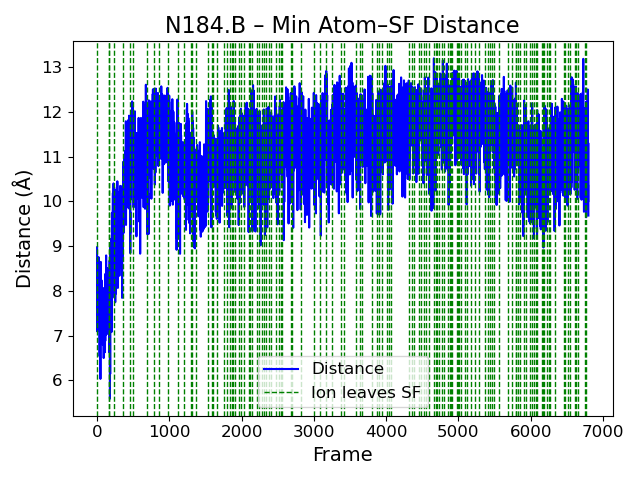 N184.B – Min Atom–SF Distance
Distance (Å)
13
12
11
10
9
8
7
6
Distance
Ion leaves SF
0 1000 2000 3000 4000 5000 6000 7000
Frame